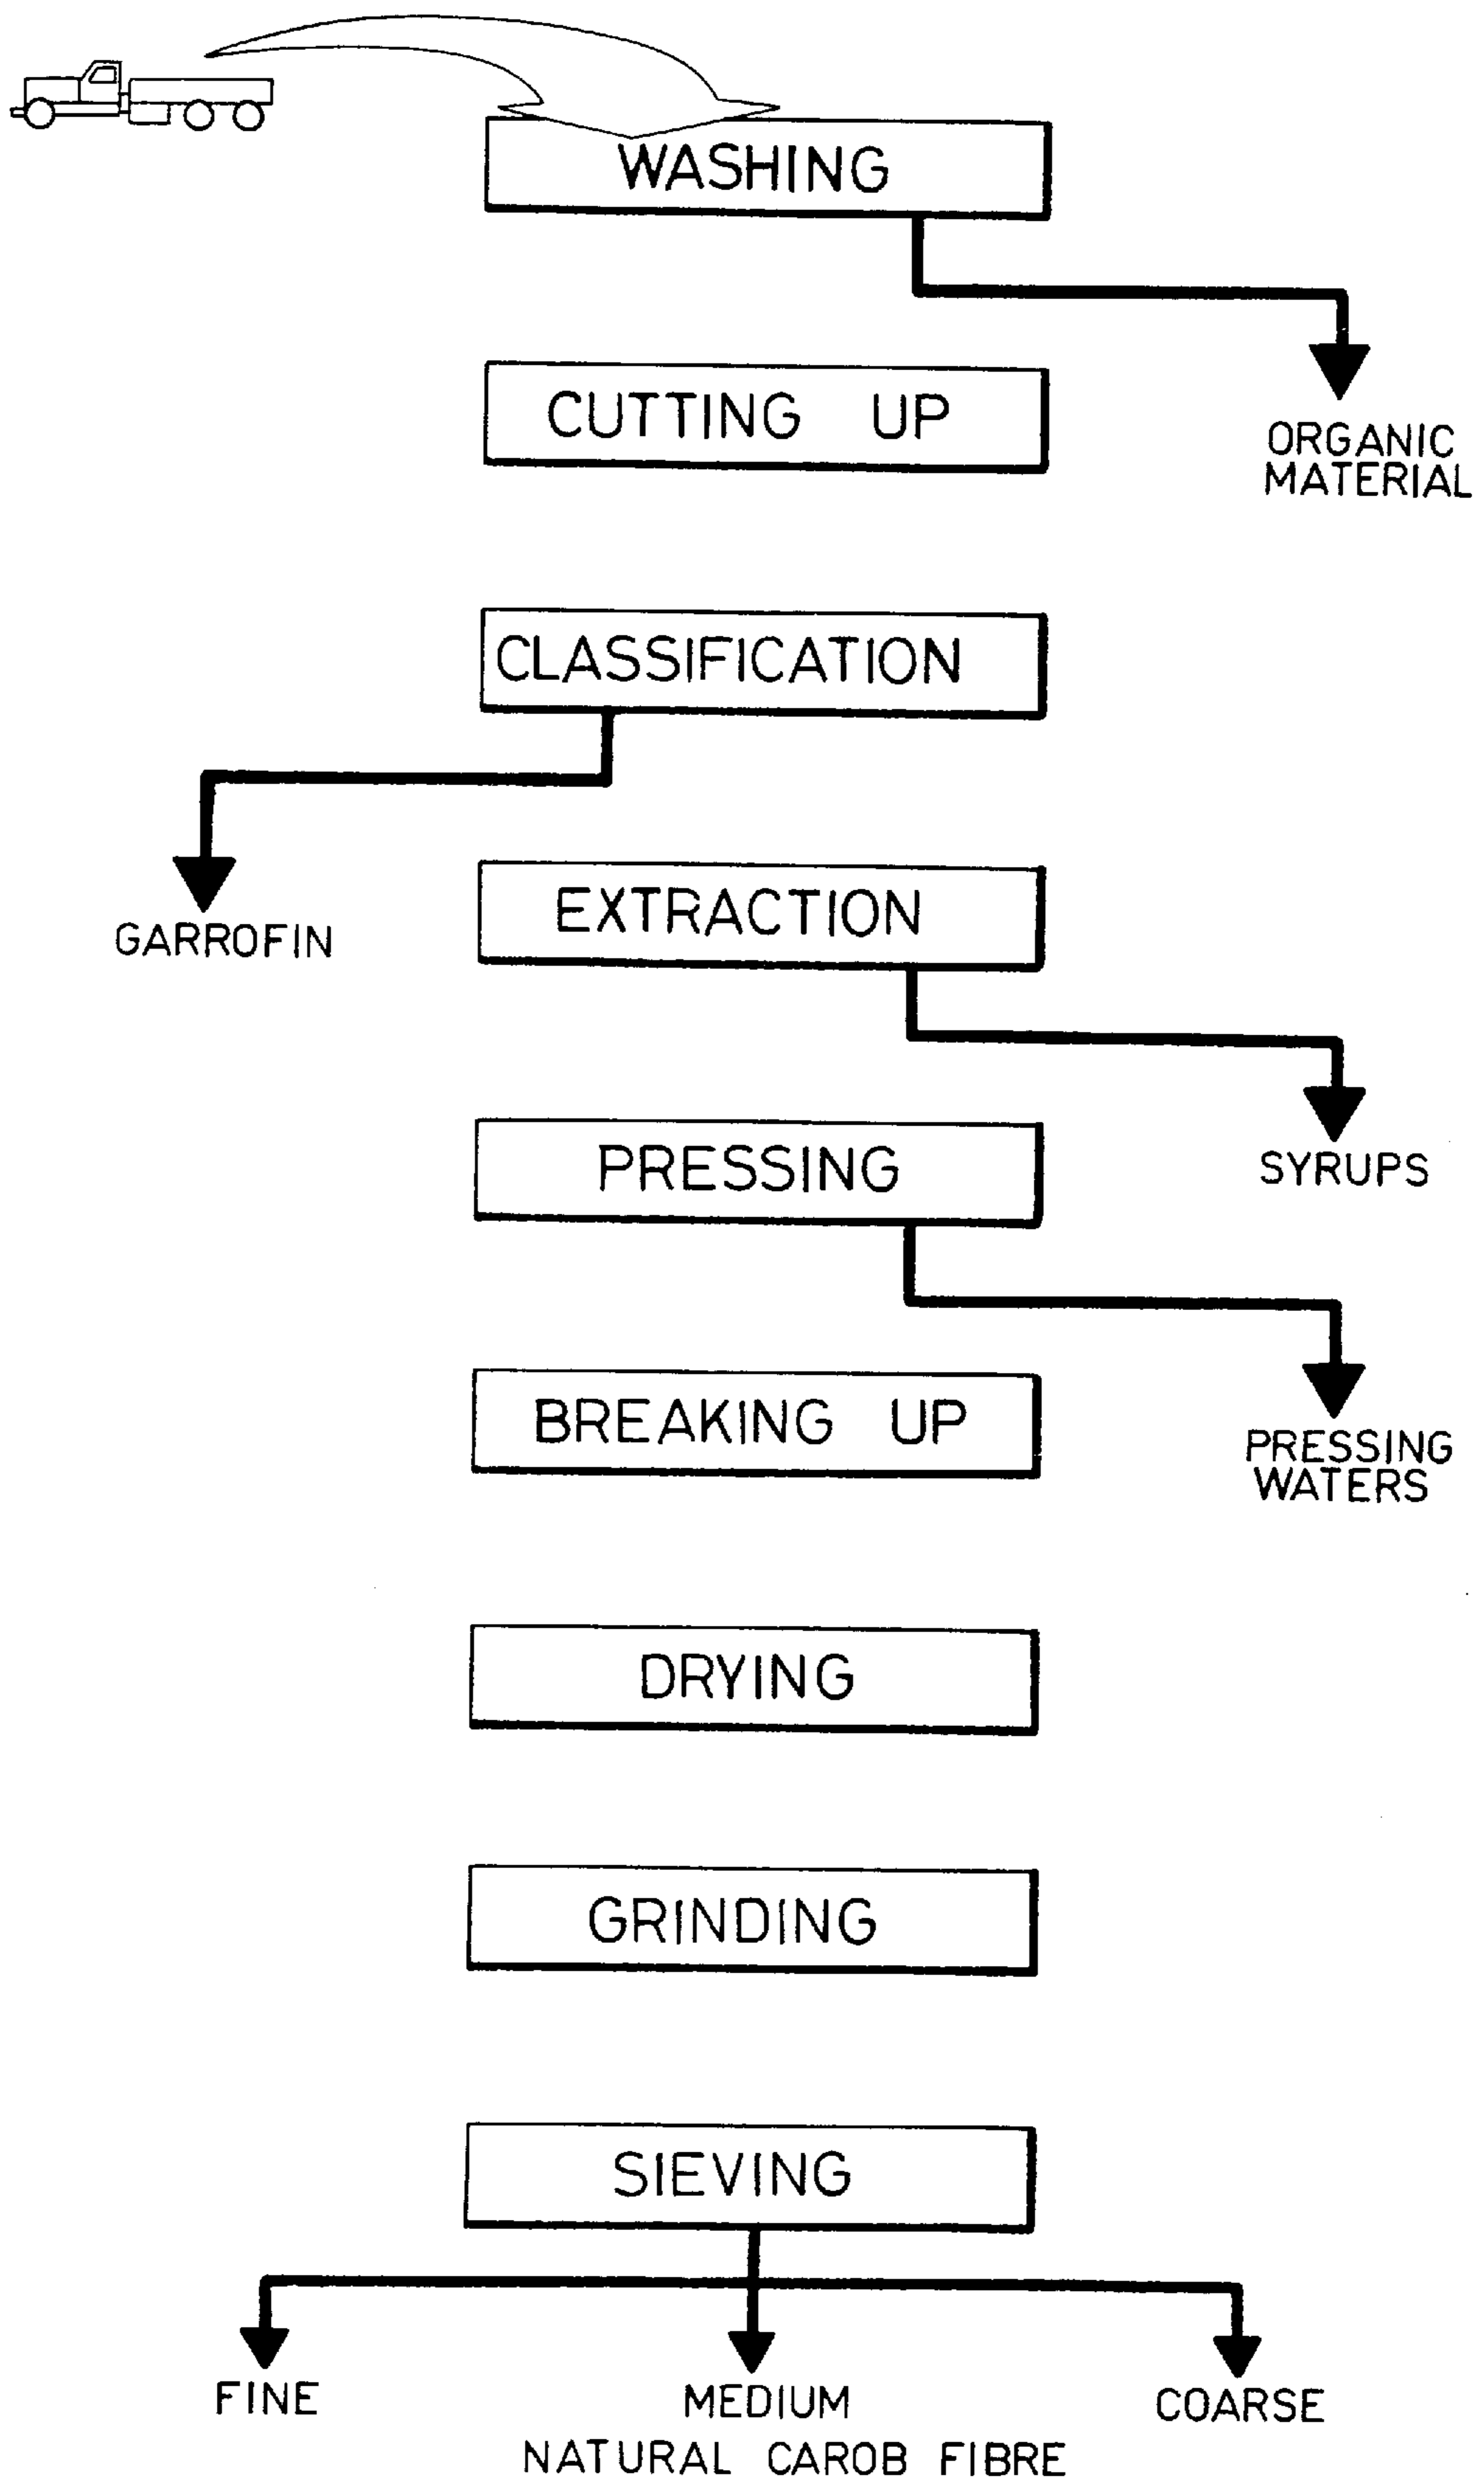 WASHING
CUTTING UP
ORGANIC
MATERIAL
CLASSIFICATION
EXTRACTION
GARROFIN
PRESSING
SYRUPS
BREAKING UP
PRESSING
WATERS
DRYING
GRINDING
SIEVING
FINE
MEDIUM
COARSE
NATURAL CAROB FIBRE